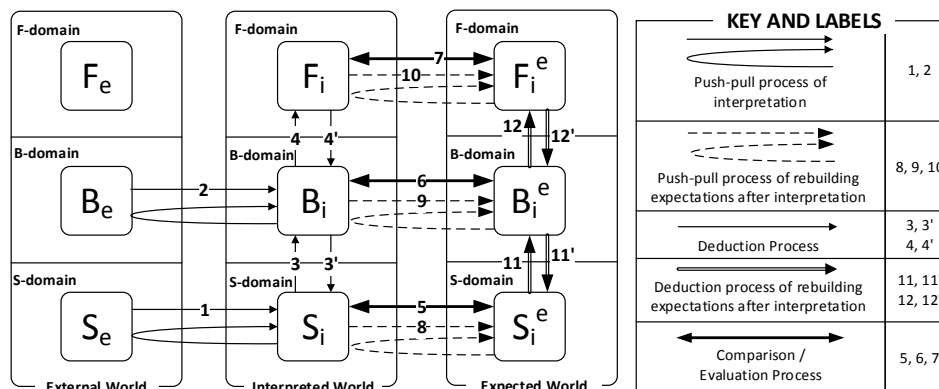 F-domain
F-domain
F-domain
KEY AND LABELS
Fe
Fi
7
10
Fie
Push-pull process of
interpretation
1, 2
4
4'
12
12'
B-domain
B-domain
B-domain
Be
2
Bi
6
9
Bie
Push-pull process of rebuilding
expectations after interpretation
8, 9, 10
3
3'
11
11'
Deduction Process
3, 3'
4, 4'
S-domain
S-domain
S-domain
Se
1
Si
5
8
Sie
Deduction process of rebuilding
expectations after interpretation
11, 11'
12, 12'
Comparison /
Evaluation Process
5, 6, 7
External World
Interpreted World
Expected World